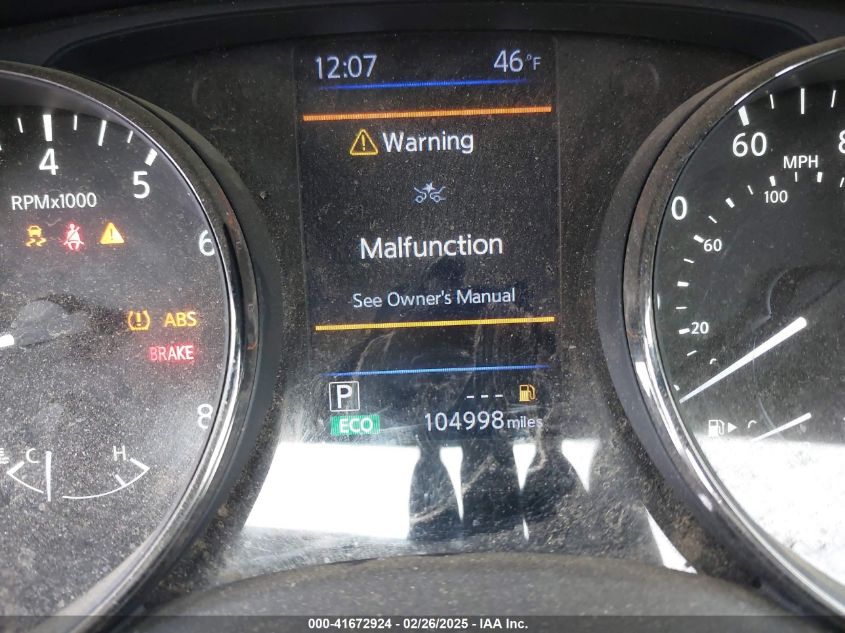 12:07 46°F
Warning
Malfunction
See Owner's Manual
P
---
ECO
104998 miles
4
5
6
8
RPMx1000
ABS
BRAKE
C H
60
8
MPH
100
0
60
20
000-41672924 - 02/26/2025 - IAA Inc.